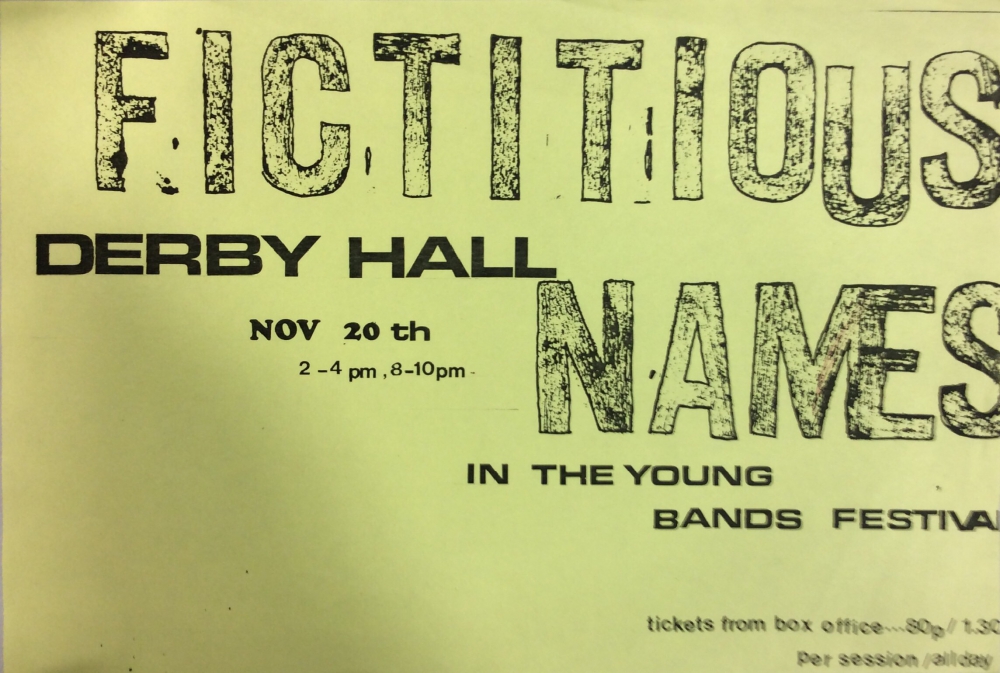 FICTITIOUS
DERBY HALL
NAMES
NOV 20 th
2-4 pm, 8-10pm
IN THE YOUNG
BANDS FESTIVAL
tickets from box office....80p/1.30
Per session/allday